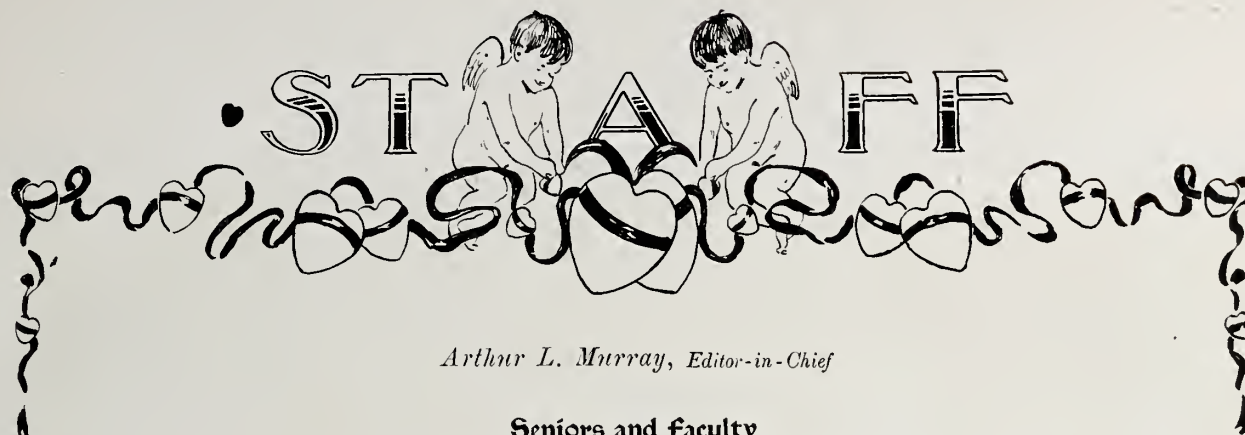 STAFF
Arthur L. Murray, Editor-in-Chief
Seniors and Faculty